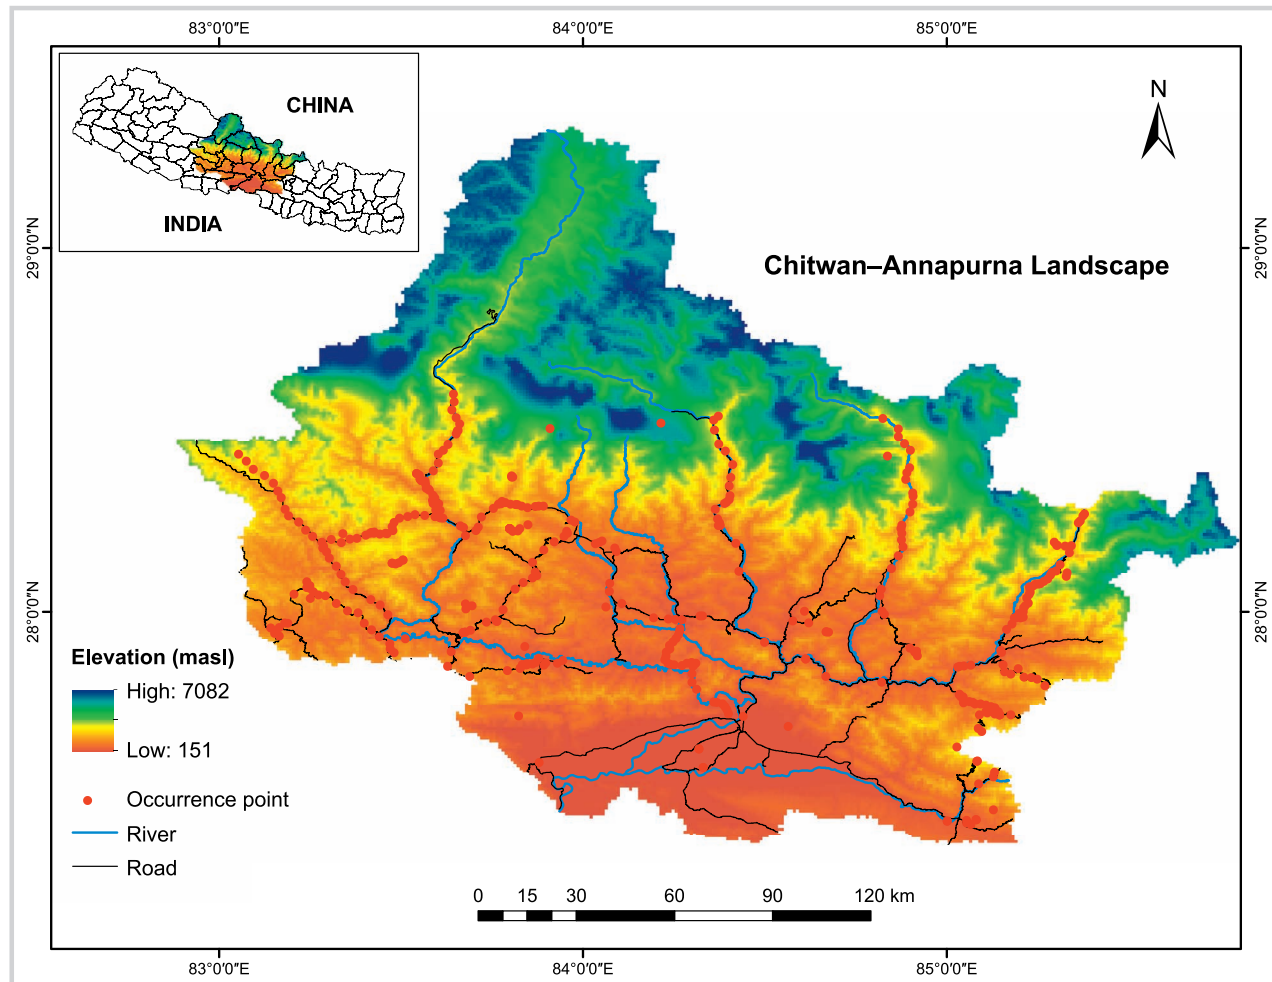 83°0′0″E 84°0′0″E 85°0′0″E
CHINA
INDIA
N
29°0′0″N
29°0′0″N
Chitwan–Annapurna Landscape
28°0′0″N
28°0′0″N
Elevation (masl)
High: 7082
Low: 151
Occurrence point
River
Road
0 15 30 60 90 120 km
83°0′0″E 84°0′0″E 85°0′0″E